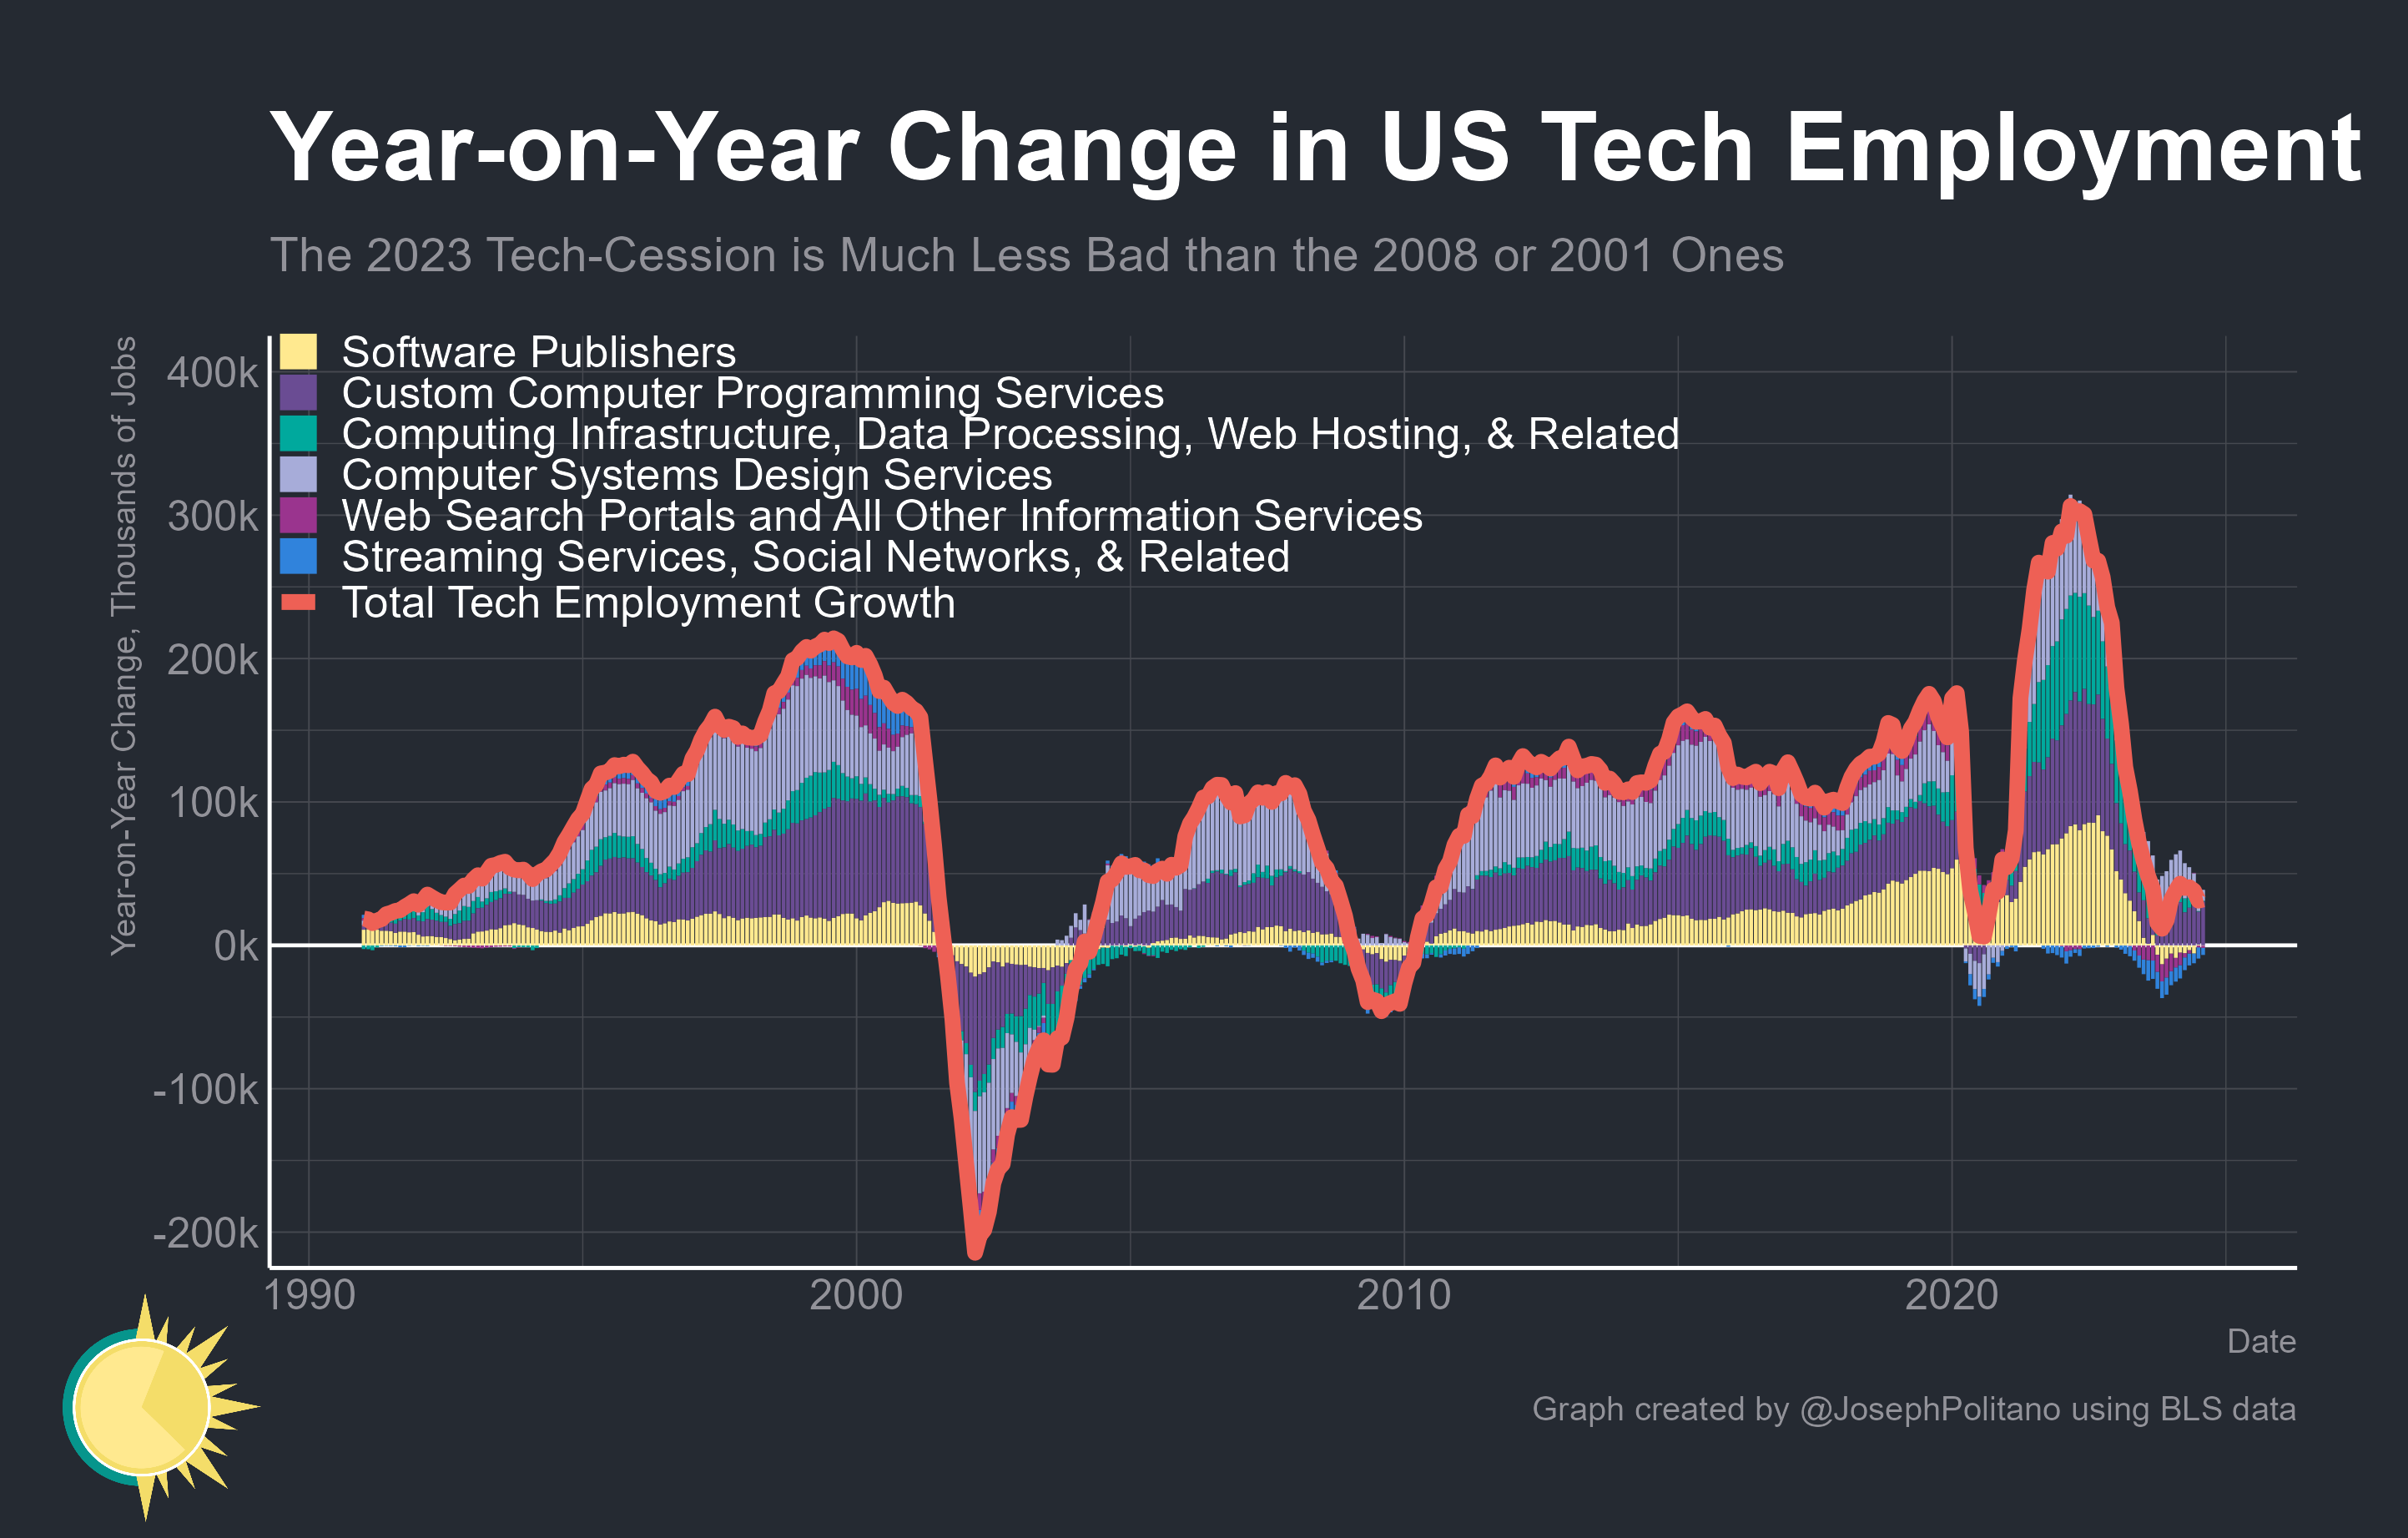 Year-on-Year Change in US Tech Employment
The 2023 Tech-Cession is Much Less Bad than the 2008 or 2001 Ones
Year-on-Year Change, Thousands of Jobs
Software Publishers
Custom Computer Programming Services
Computing Infrastructure, Data Processing, Web Hosting, & Related
Computer Systems Design Services
Web Search Portals and All Other Information Services
Streaming Services, Social Networks, & Related
Total Tech Employment Growth
400k
300k
200k
100k
0k
-100k
-200k
1990 2000 2010 2020
Date
Graph created by @JosephPolitano using BLS data